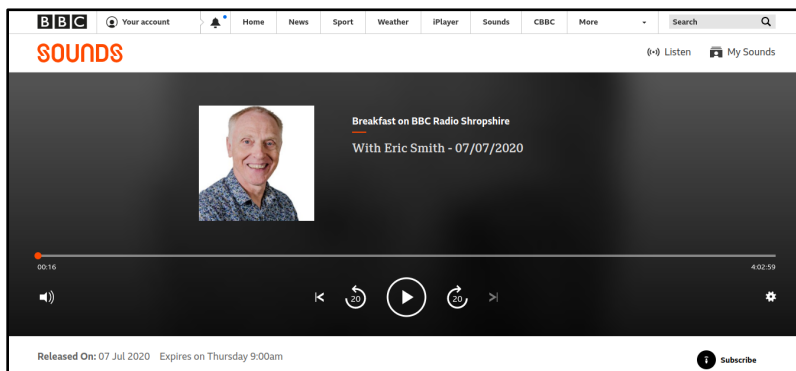 BBC Your account Home News Sport Weather iPlayer Sounds CBBC More Search
SOUNDS Listen My Sounds
Breakfast on BBC Radio Shropshire
With Eric Smith - 07/07/2020
00:16 4:02:59
20 20
Released On: 07 Jul 2020 Expires on Thursday 9:00am Subscribe